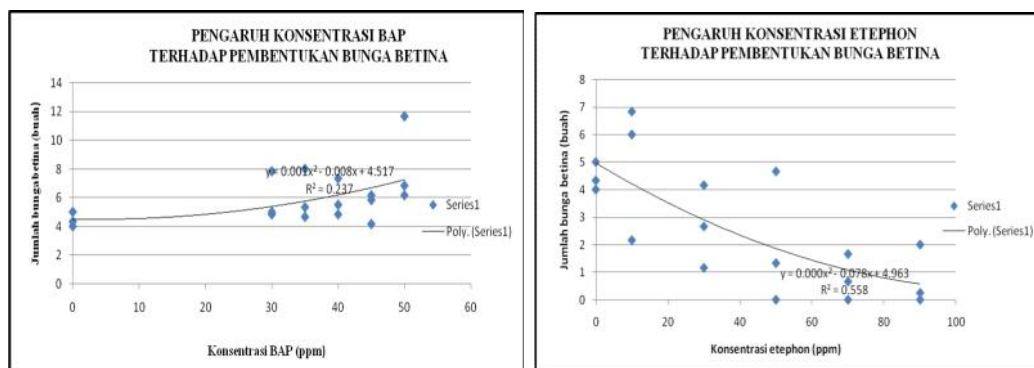 PENGARUH KONSENTRASI BAP
TERHADAP PEMBENTUKAN BUNGA BETINA
Jumlah bunga betina (buah)
14
12
10
8
6
4
2
0
y = 0.001x² - 0.008x + 4.517
R² = 0.237
Series1
Poly. (Series1)
0 10 20 30 40 50 60
Konsentrasi BAP (ppm)
PENGARUH KONSENTRASI ETEPHON
TERHADAP PEMBENTUKAN BUNGA BETINA
Jumlah bunga betina (buah)
8
7
6
5
4
3
2
1
0
y = 0.000x² - 0.078x + 4.963
R² = 0.558
Series1
Poly. (Series1)
0 20 40 60 80 100
Konsentrasi etephon (ppm)